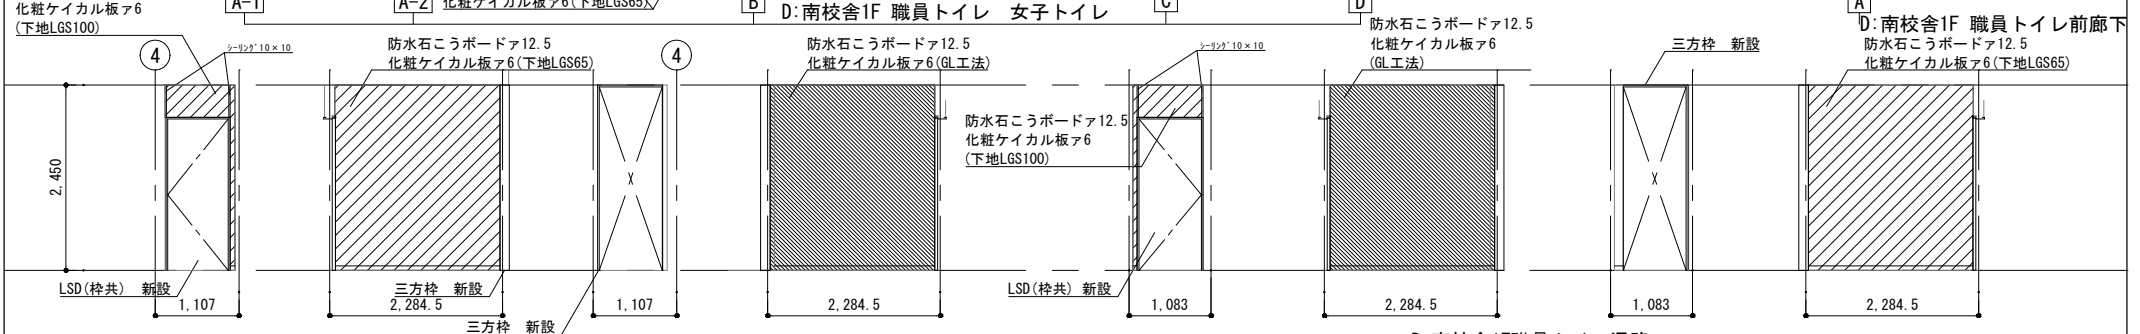 化粧ケイカル板ァ6
(下地LGS100)
A-1
A-2
化粧ケイカル板ァ6(下地LGS65)
B
D:南校舎1F 職員トイレ 女子トイレ
C
D
A
D:南校舎1F 職員トイレ前廊下
4
シーリング10×10
防水石こうボードァ12.5
化粧ケイカル板ァ6(下地LGS65)
4
防水石こうボードァ12.5
化粧ケイカル板ァ6(GL工法)
シーリング10×10
防水石こうボードァ12.5
化粧ケイカル板ァ6
(GL工法)
三方枠 新設
防水石こうボードァ12.5
化粧ケイカル板ァ6(下地LGS65)
防水石こうボードァ12.5
化粧ケイカル板ァ6
(下地LGS100)
2,450
X
X
LSD(枠共) 新設
三方枠 新設
LSD(枠共) 新設
1,107
2,284.5
1,107
2,284.5
1,083
2,284.5
1,083
2,284.5
三方枠 新設